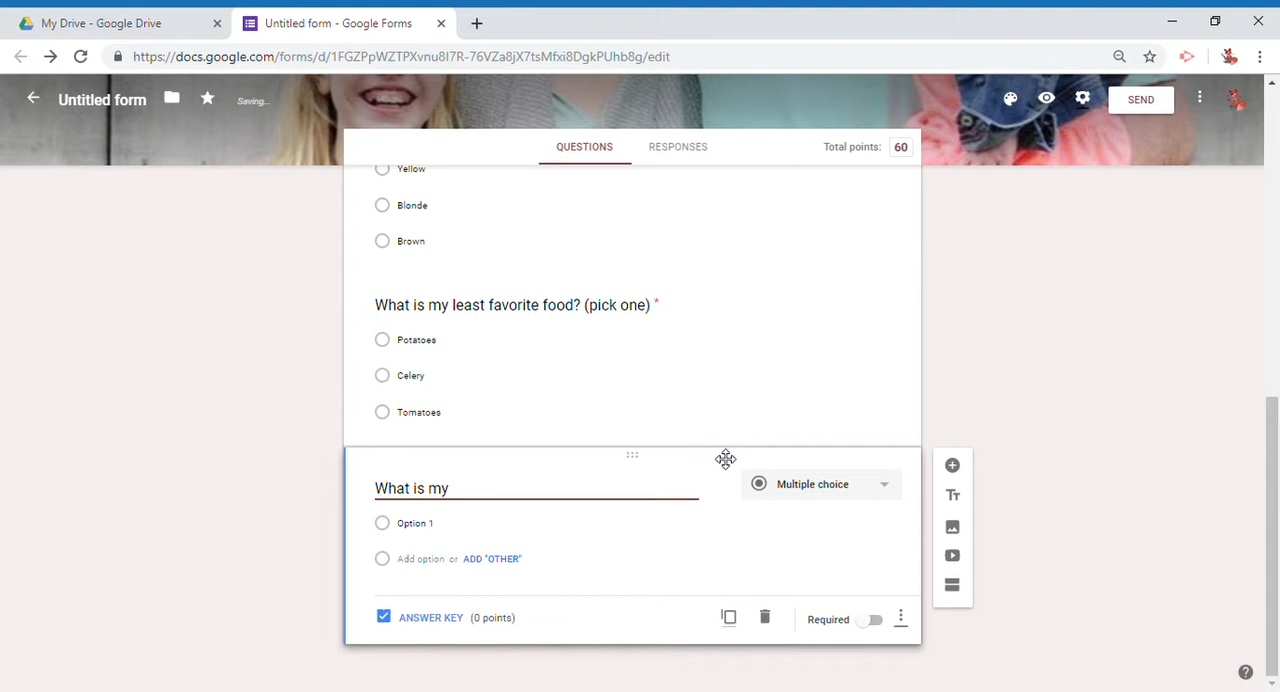 My Drive - Google Drive
Untitled form - Google Forms
https://docs.google.com/forms/d/1FGZPpWZTPXvnu8I7R-76VZa8jX7tsMfxi8DgkPUhb8g/edit
Untitled form
Saving...
SEND
QUESTIONS
RESPONSES
Total points: 60
Yellow
Blonde
Brown
What is my least favorite food? (pick one) *
Potatoes
Celery
Tomatoes
What is my
Multiple choice
Option 1
Add option or ADD "OTHER"
Tт
ANSWER KEY (0 points)
Required